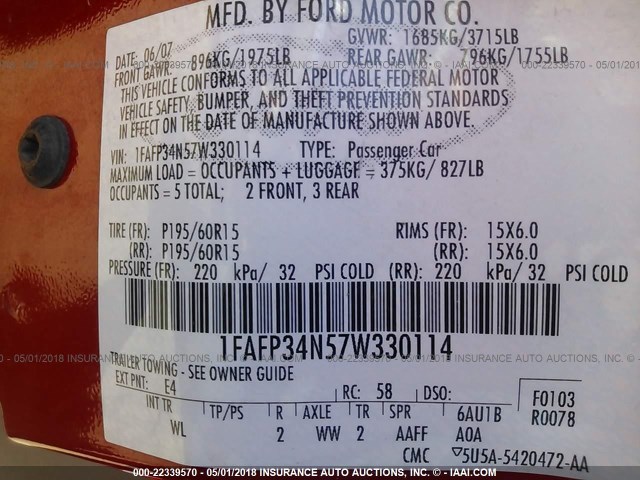 MFD. BY FORD MOTOR CO.
DATE: 06/07 GVWR: 1685KG/3715LB
FRONT GAWR: 896KG/1975LB REAR GAWR: 796KG/1755LB
THIS VEHICLE CONFORMS TO ALL APPLICABLE FEDERAL MOTOR
VEHICLE SAFETY, BUMPER, AND THEFT PREVENTION STANDARDS
IN EFFECT ON THE DATE OF MANUFACTURE SHOWN ABOVE.
VIN: 1FAFP34N57W330114 TYPE: Passenger Car
MAXIMUM LOAD = OCCUPANTS + LUGGAGE = 375KG/ 827LB
OCCUPANTS = 5 TOTAL; 2 FRONT, 3 REAR
TIRE (FR): P195/60R15 RIMS (FR): 15X6.0
(RR): P195/60R15 (RR): 15X6.0
PRESSURE (FR): 220 kPa/ 32 PSI COLD (RR): 220 kPa/ 32 PSI COLD
1FAFP34N57W330114
TRAILER TOWING - SEE OWNER GUIDE
EXT PNT: E4 RC: 58 DSO: F0103
INT TR TP/PS R AXLE TR SPR 6AU1B R0078
WL 2 WW 2 AAFF A0A
CMC ▽5U5A-5420472-AA
000-22339570 - 05/01/2018 INSURANCE AUTO AUCTIONS, INC. - © - IAAI.COM